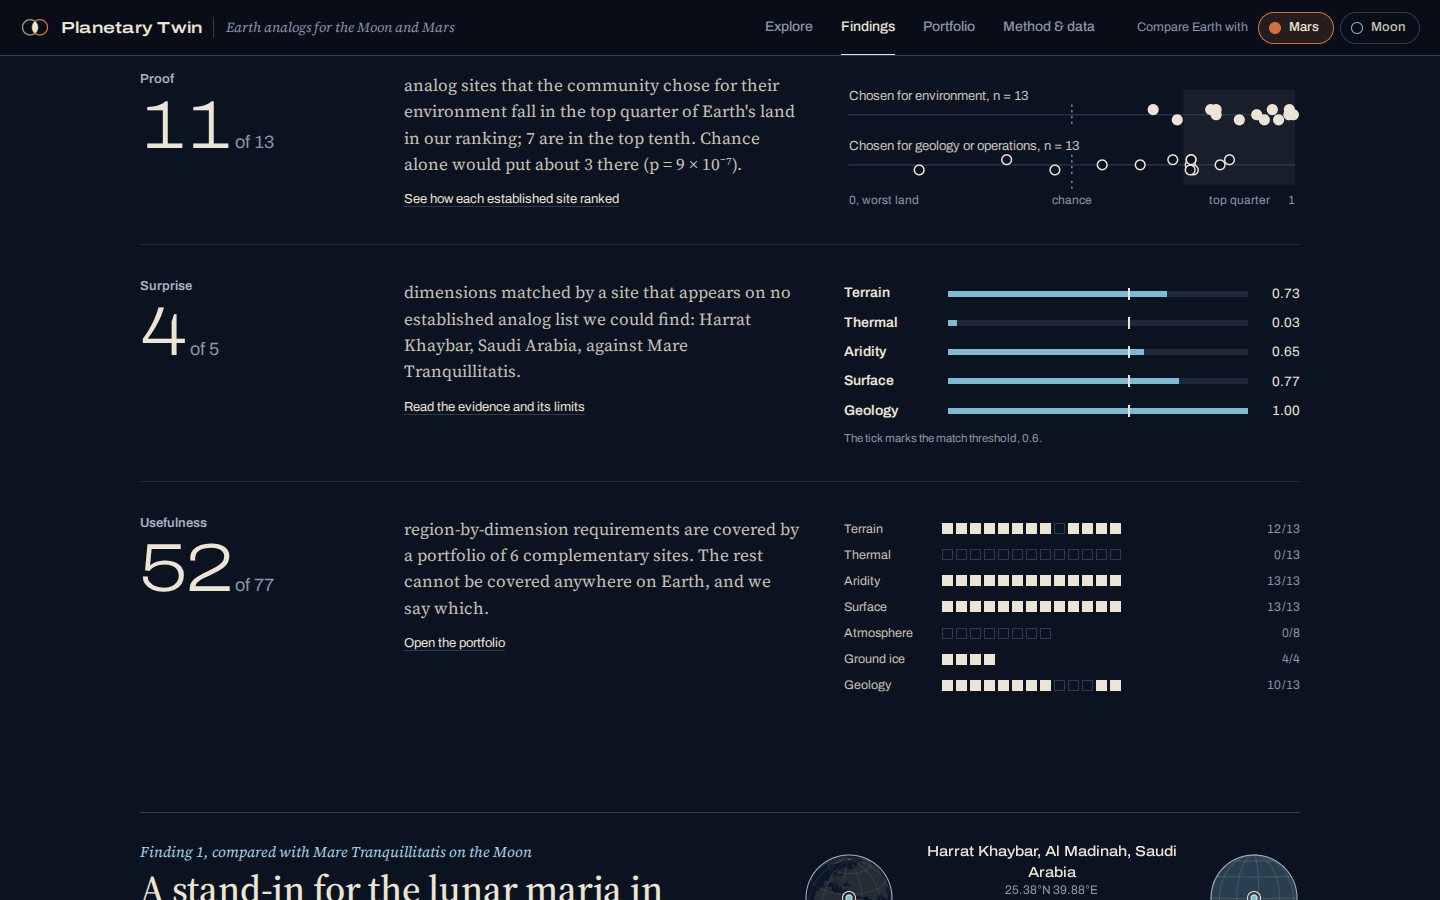 Planetary Twin
Earth analogs for the Moon and Mars
Explore
Findings
Portfolio
Method & data
Compare Earth with
Mars
Moon
Proof
11 of 13
analog sites that the community chose for their
environment fall in the top quarter of Earth's land
in our ranking; 7 are in the top tenth. Chance
alone would put about 3 there (p = 9 × 10⁻⁷).
See how each established site ranked
Chosen for environment, n = 13
Chosen for geology or operations, n = 13
0, worst land
chance
top quarter
1
Surprise
4 of 5
dimensions matched by a site that appears on no
established analog list we could find: Harrat
Khaybar, Saudi Arabia, against Mare
Tranquillitatis.
Read the evidence and its limits
Terrain 0.73
Thermal 0.03
Aridity 0.65
Surface 0.77
Geology 1.00
The tick marks the match threshold, 0.6.
Usefulness
52 of 77
region-by-dimension requirements are covered by
a portfolio of 6 complementary sites. The rest
cannot be covered anywhere on Earth, and we
say which.
Open the portfolio
Terrain 12/13
Thermal 0/13
Aridity 13/13
Surface 13/13
Atmosphere 0/8
Ground ice 4/4
Geology 10/13
Finding 1, compared with Mare Tranquillitatis on the Moon
A stand-in for the lunar maria in
Harrat Khaybar, Al Madinah, Saudi
Arabia
25.38°N 39.88°E